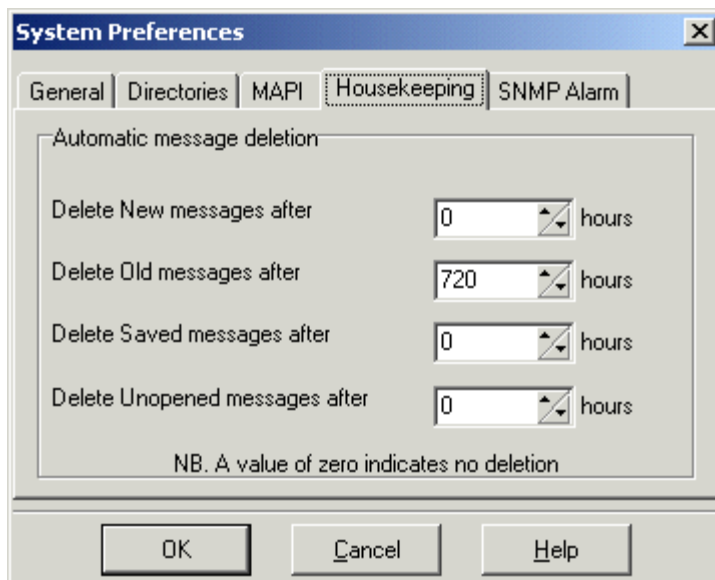 System Preferences
General Directories MAPI Housekeeping SNMP Alarm
Automatic message deletion
Delete New messages after 0 hours
Delete Old messages after 720 hours
Delete Saved messages after 0 hours
Delete Unopened messages after 0 hours
NB. A value of zero indicates no deletion
OK Cancel Help